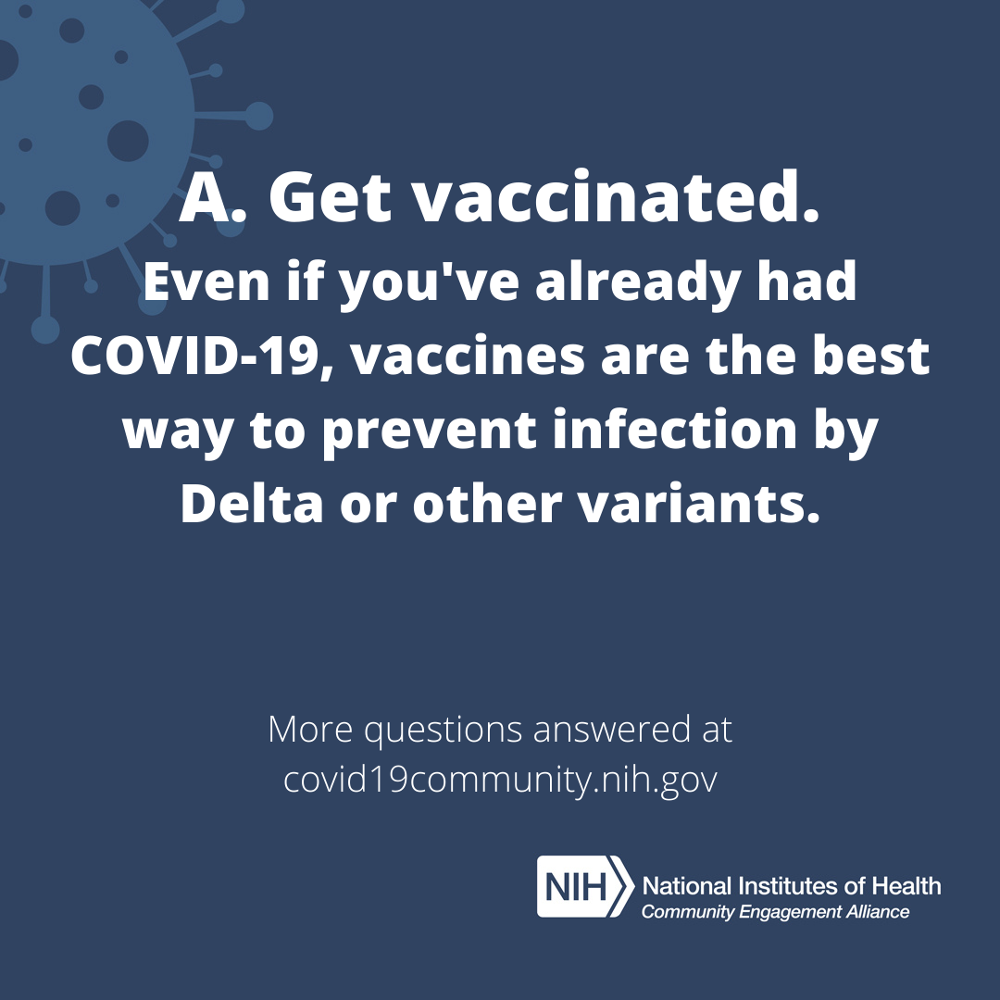 A. Get vaccinated.
Even if you've already had
COVID-19, vaccines are the best
way to prevent infection by
Delta or other variants.
More questions answered at
covid19community.nih.gov
NIH National Institutes of Health
Community Engagement Alliance